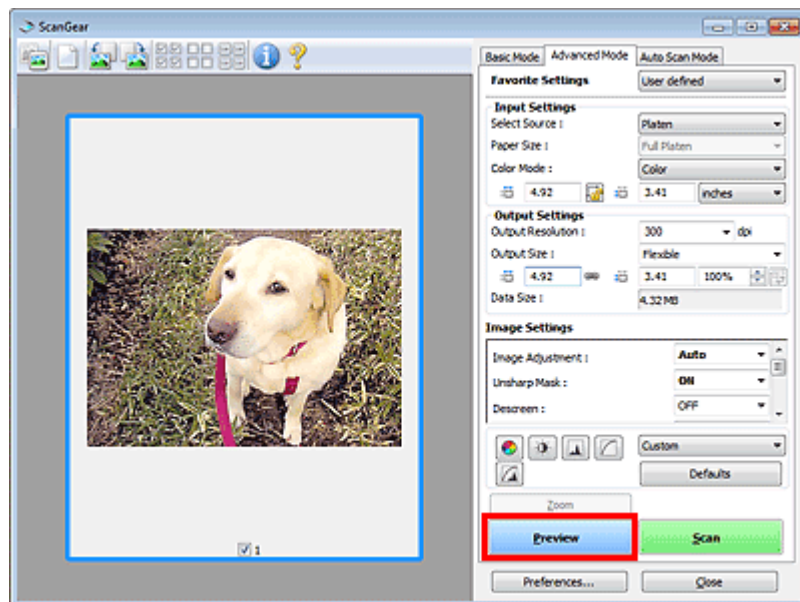 ScanGear
Basic Mode Advanced Mode Auto Scan Mode
Favorite Settings User defined
Input Settings
Select Source : Platen
Paper Size : Full Platen
Color Mode : Color
4.92 3.41 inches
Output Settings
Output Resolution : 300 dpi
Output Size : Flexible
4.92 3.41 100%
Data Size : 4.32 MB
Image Settings
Image Adjustment : Auto
Unsharp Mask : ON
Descreen : OFF
Custom
Defaults
Zoom
Preview Scan
1
Preferences... Close